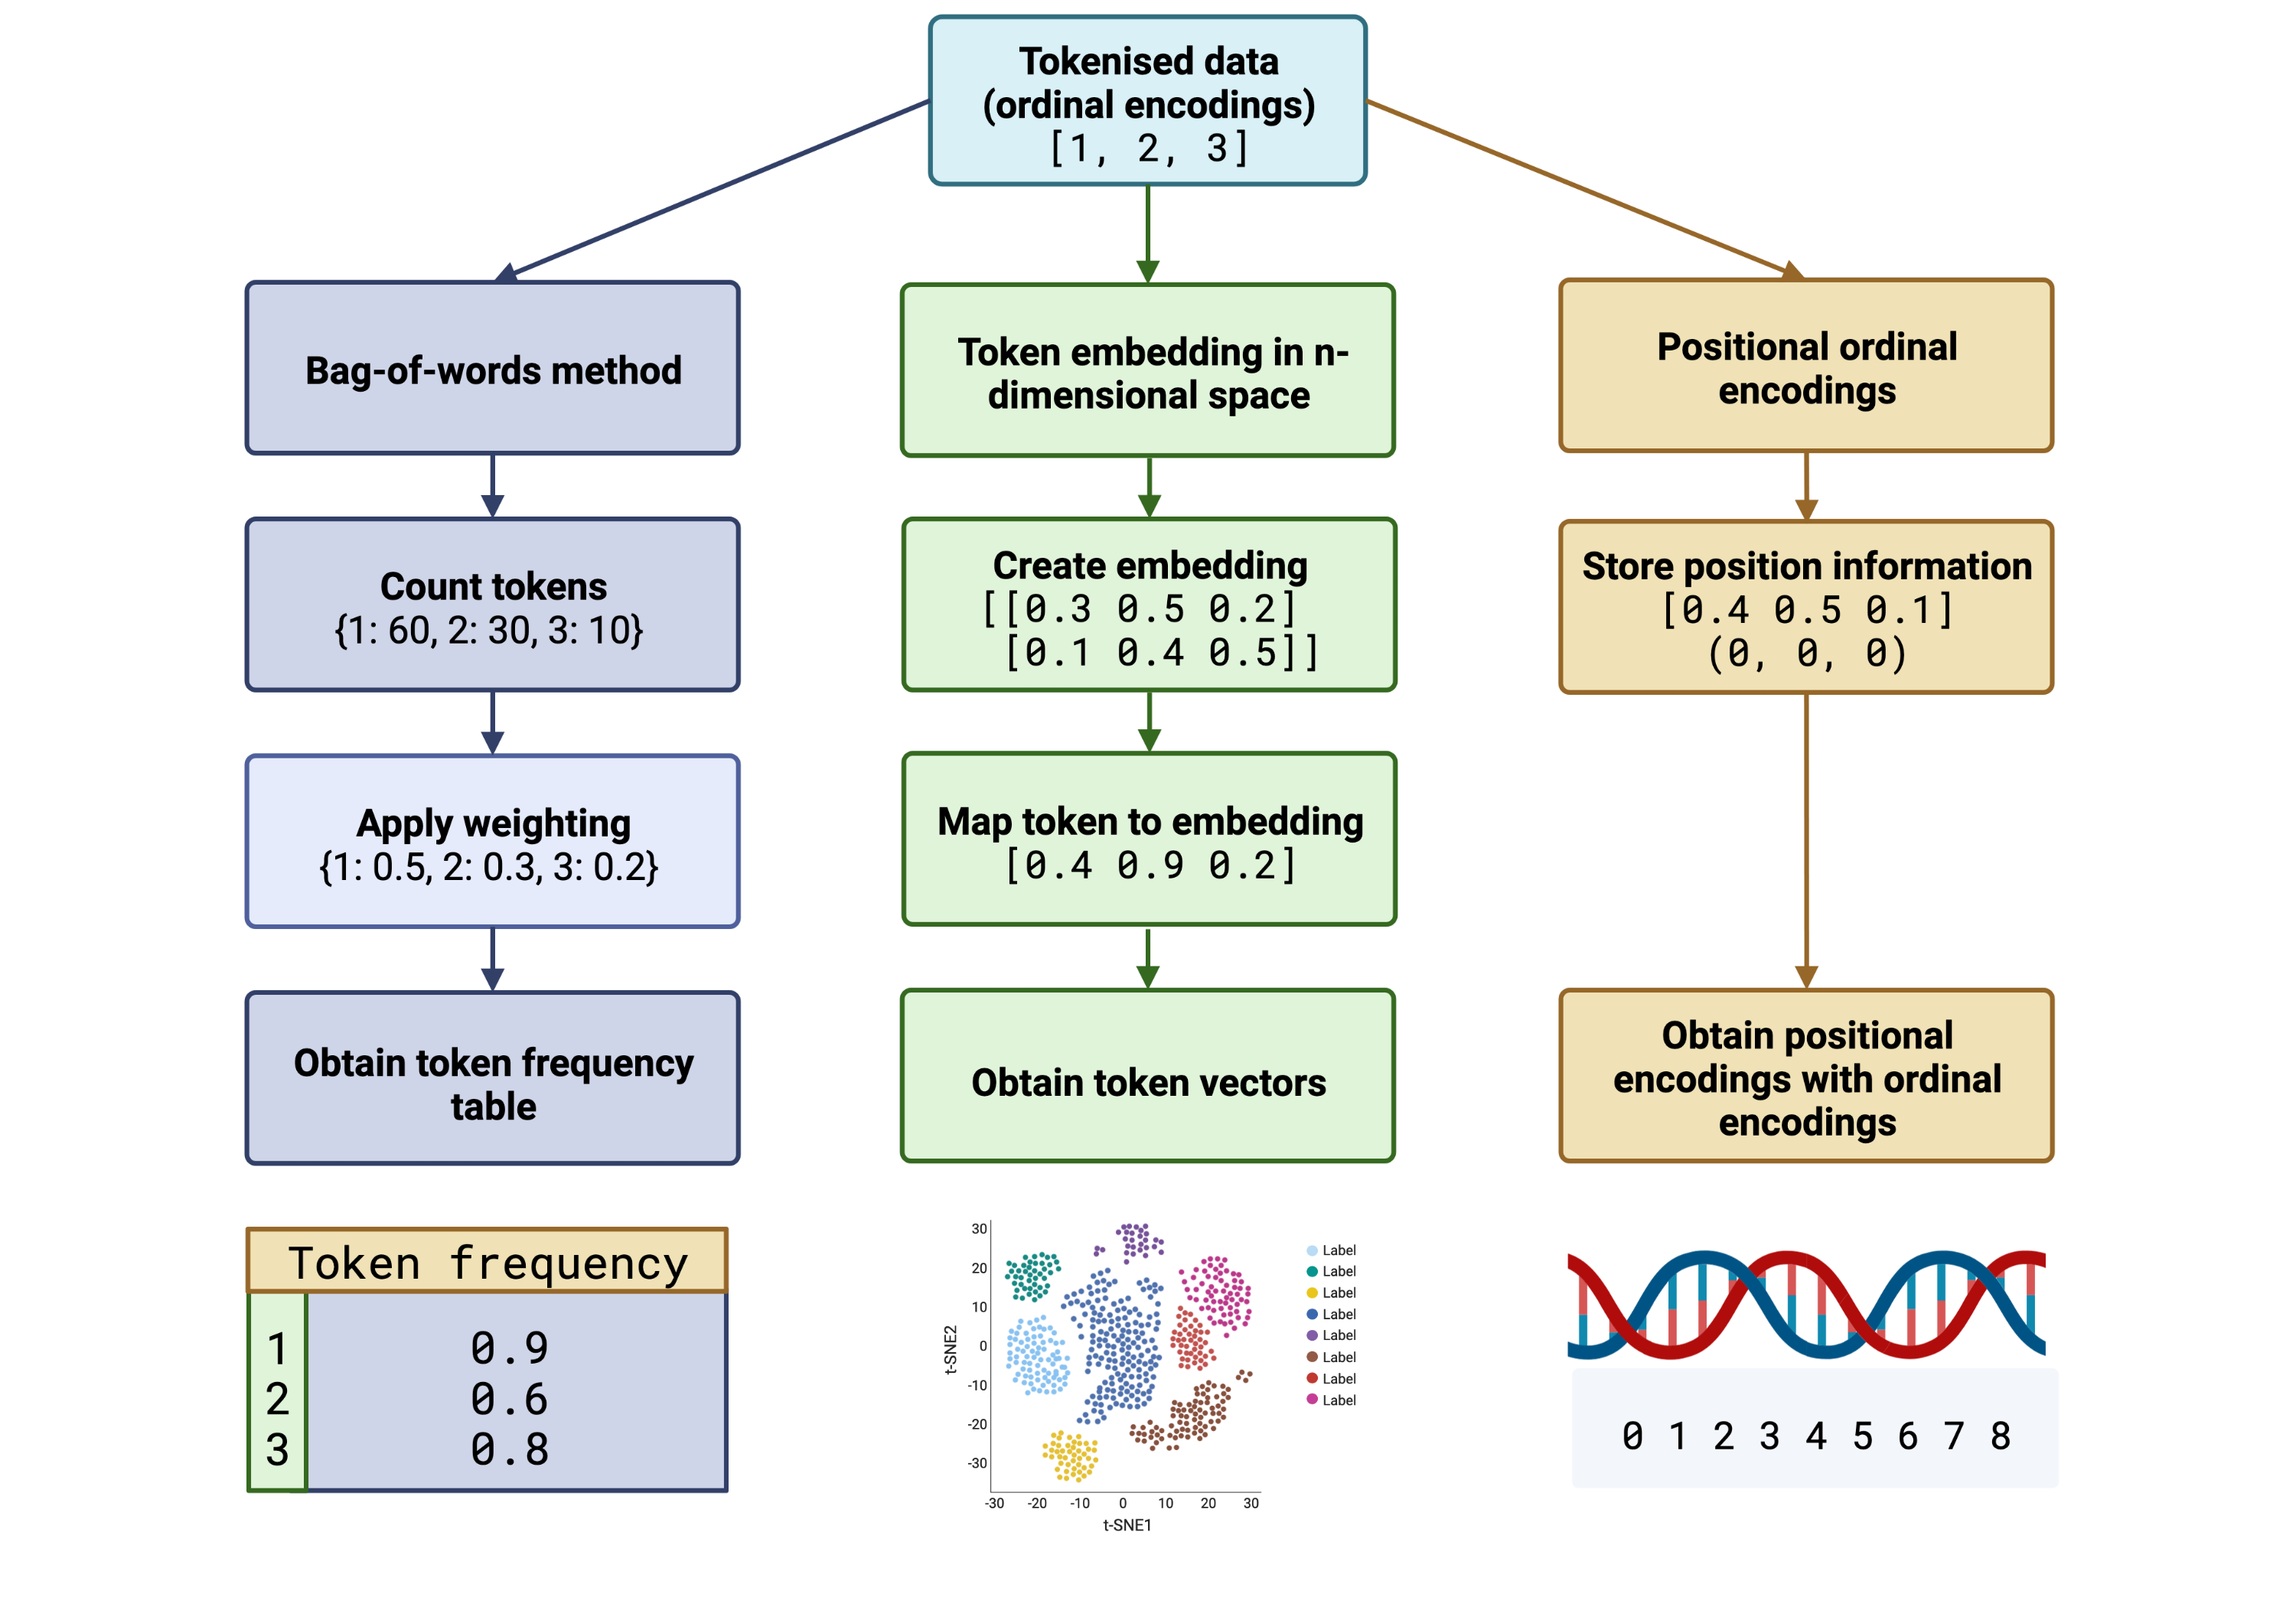 Tokenised data
(ordinal encodings)
[1, 2, 3]
Bag-of-words method
Count tokens
{1: 60, 2: 30, 3: 10}
Apply weighting
{1: 0.5, 2: 0.3, 3: 0.2}
Obtain token frequency
table
Token frequency
1 0.9
2 0.6
3 0.8
Token embedding in n-
dimensional space
Create embedding
[[0.3 0.5 0.2]
[0.1 0.4 0.5]]
Map token to embedding
[0.4 0.9 0.2]
Obtain token vectors
t-SNE2
30
20
10
0
-10
-20
-30
-30 -20 -10 0 10 20 30
t-SNE1
Label
Label
Label
Label
Label
Label
Label
Label
Positional ordinal
encodings
Store position information
[0.4 0.5 0.1]
(0, 0, 0)
Obtain positional
encodings with ordinal
encodings
0 1 2 3 4 5 6 7 8